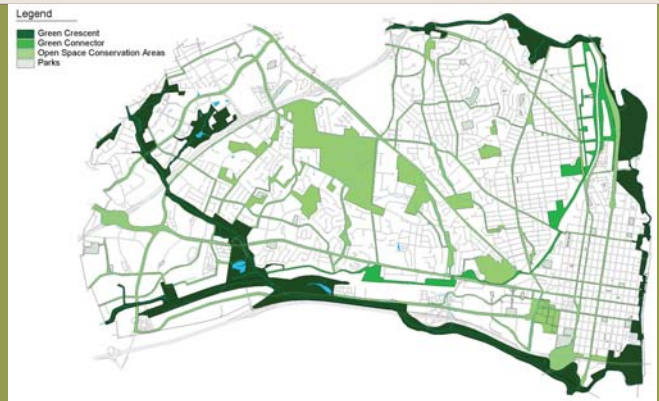 Legend
Green Crescent
Green Connector
Open Space Conservation Areas
Parks